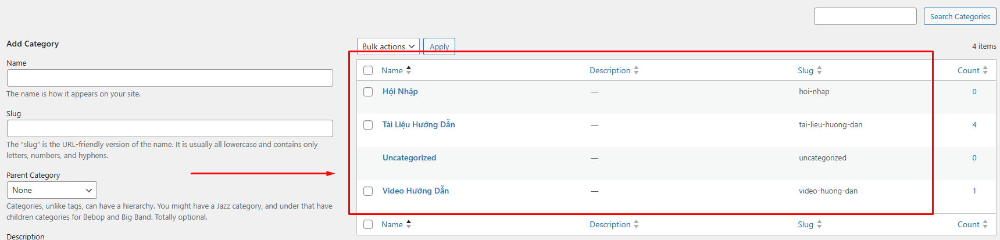 Search Categories
Add Category
Bulk actions Apply 4 items
Name
The name is how it appears on your site.
Slug
The “slug” is the URL-friendly version of the name. It is usually all lowercase and contains only
letters, numbers, and hyphens.
Parent Category
None
Categories, unlike tags, can have a hierarchy. You might have a Jazz category, and under that have
children categories for Bebop and Big Band. Totally optional.
Description
Name Description Slug Count
Hội Nhập — hoi-nhap 0
Tài Liệu Hướng Dẫn — tai-lieu-huong-dan 4
Uncategorized — uncategorized 0
Video Hướng Dẫn — video-huong-dan 1
Name Description Slug Count